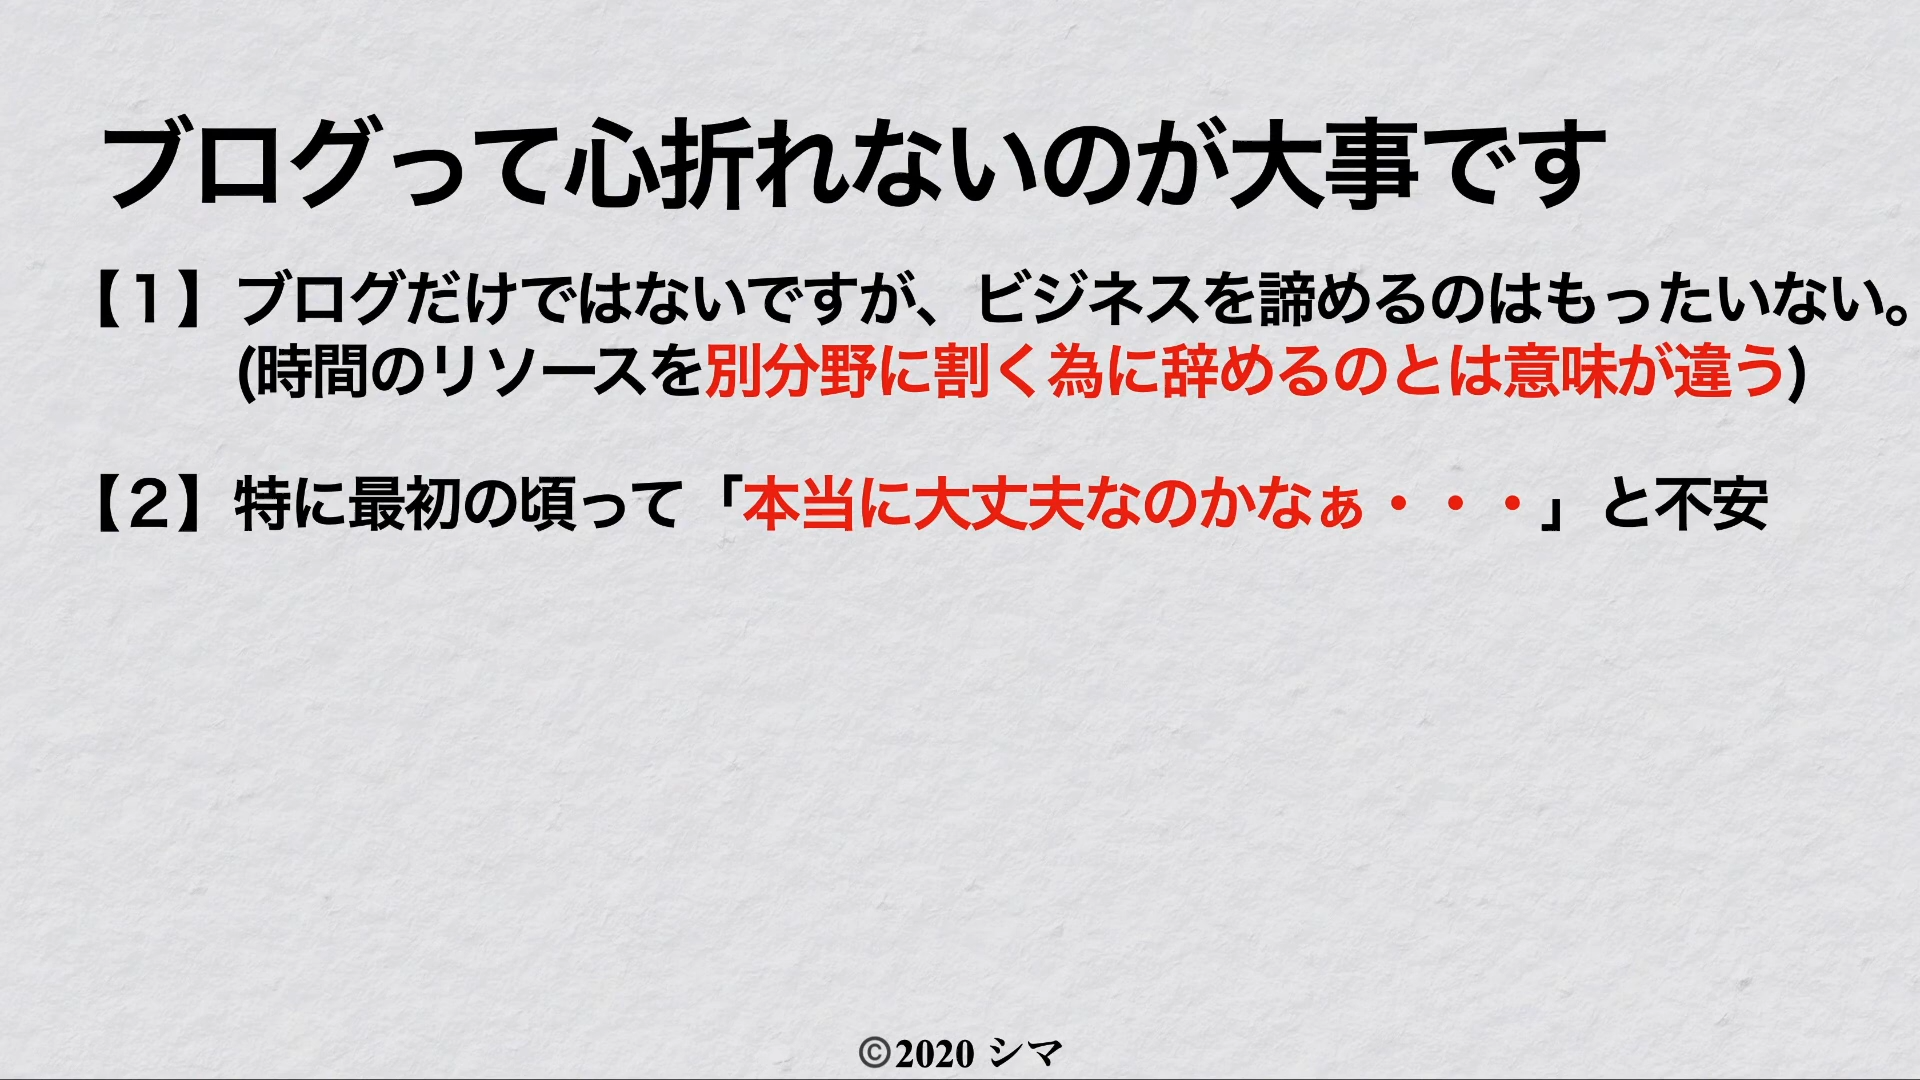 ブログって心折れないのが大事です
【１】ブログだけではないですが、ビジネスを諦めるのはもったいない。
(時間のリソースを別分野に割く為に辞めるのとは意味が違う)
【２】特に最初の頃って「本当に大丈夫なのかなぁ・・・」と不安
©2020 シマ